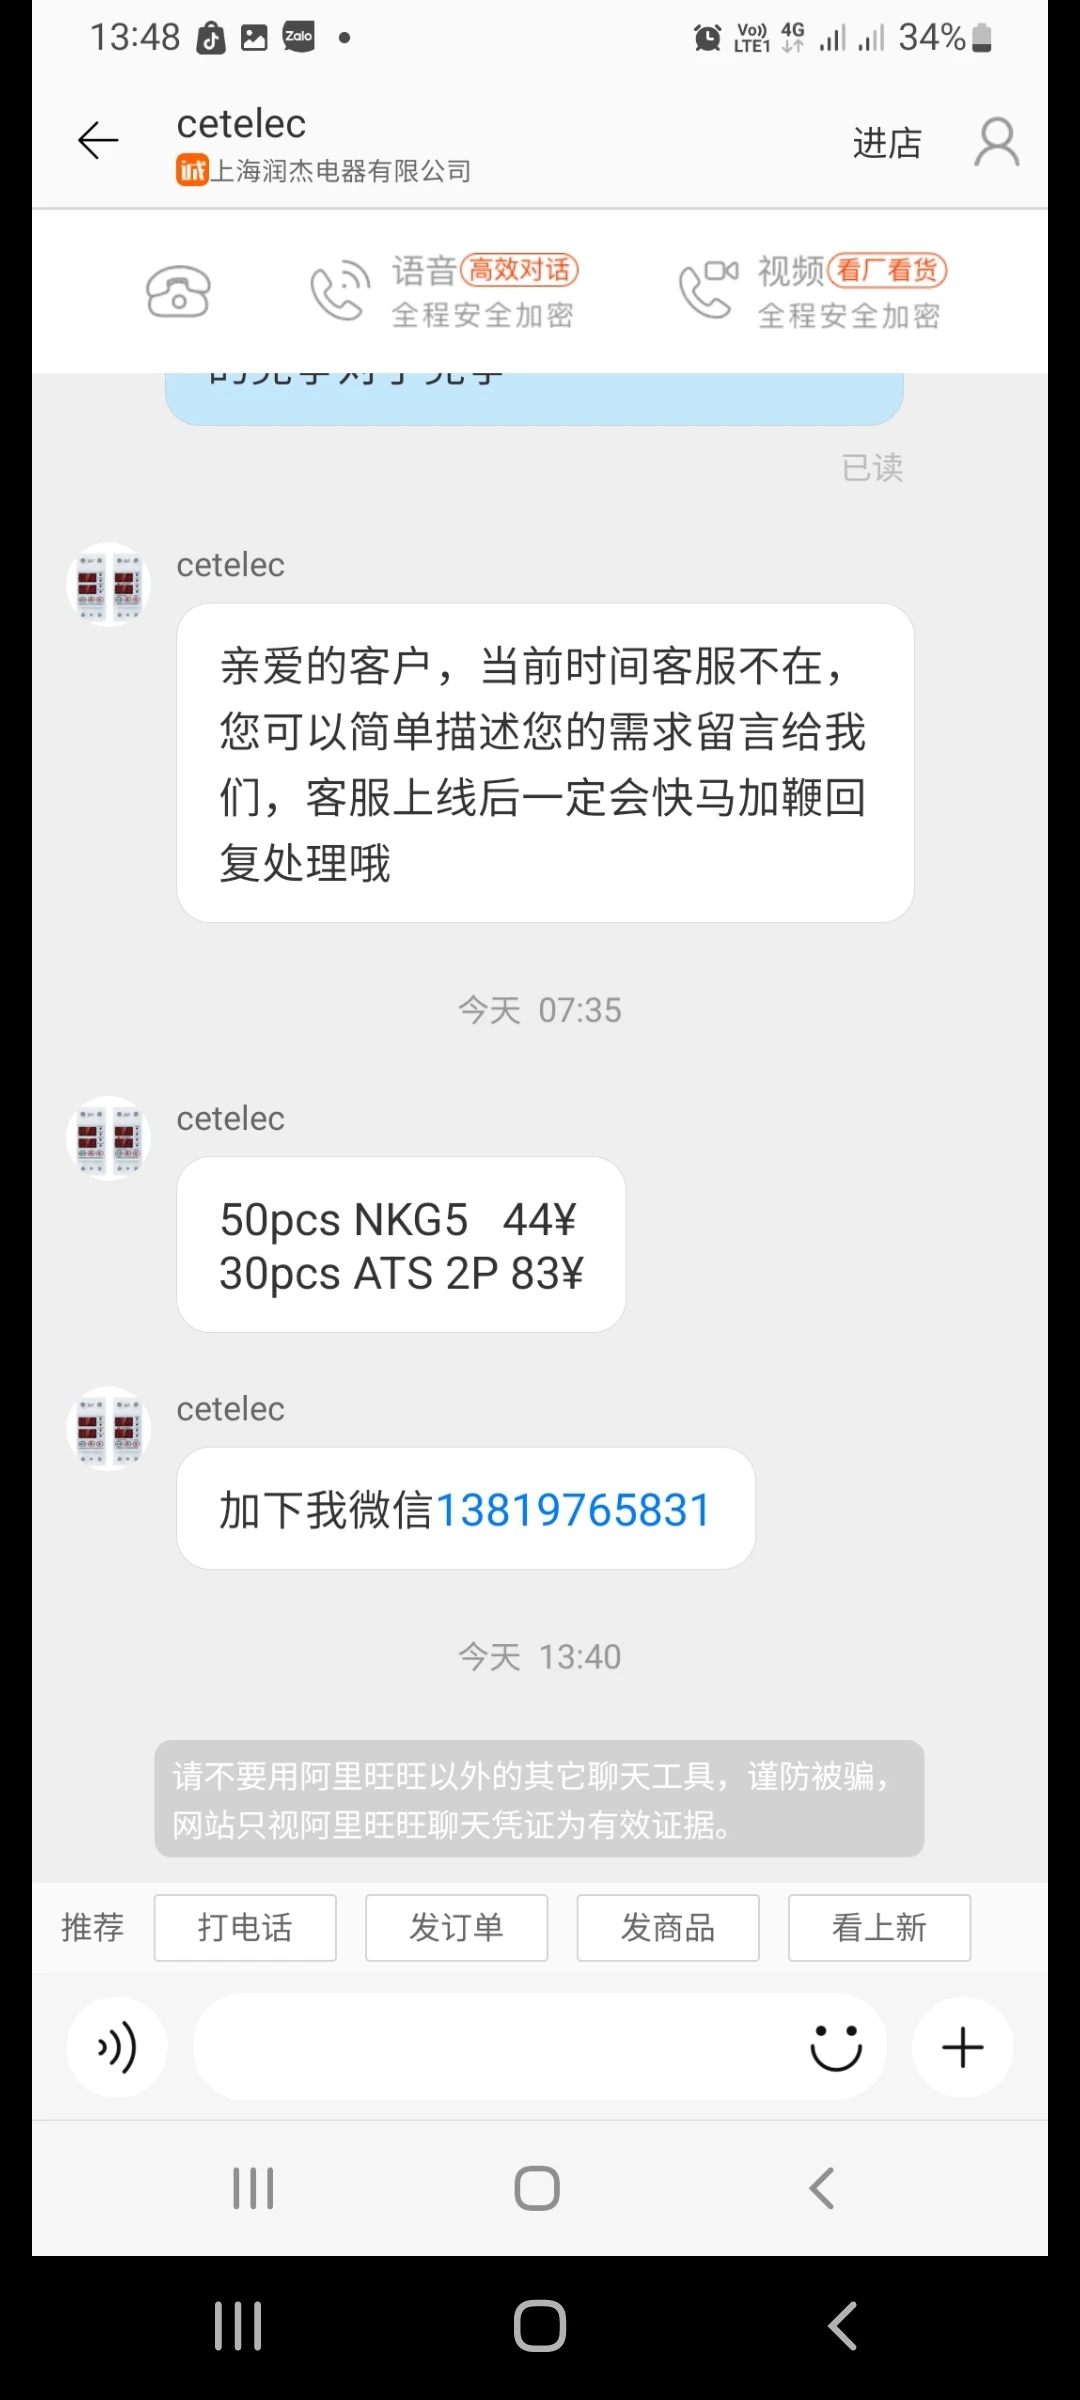 13:48
Zalo
Vo)) LTE1
4G
34%
cetelec
诚 上海润杰电器有限公司
进店
语音 高效对话
全程安全加密
视频 看厂看货
全程安全加密
已读
cetelec
亲爱的客户，当前时间客服不在，
您可以简单描述您的需求留言给我
们，客服上线后一定会快马加鞭回
复处理哦
今天 07:35
cetelec
50pcs NKG5 44¥
30pcs ATS 2P 83¥
cetelec
加下我微信13819765831
今天 13:40
请不要用阿里旺旺以外的其它聊天工具，谨防被骗，
网站只视阿里旺旺聊天凭证为有效证据。
推荐
打电话
发订单
发商品
看上新